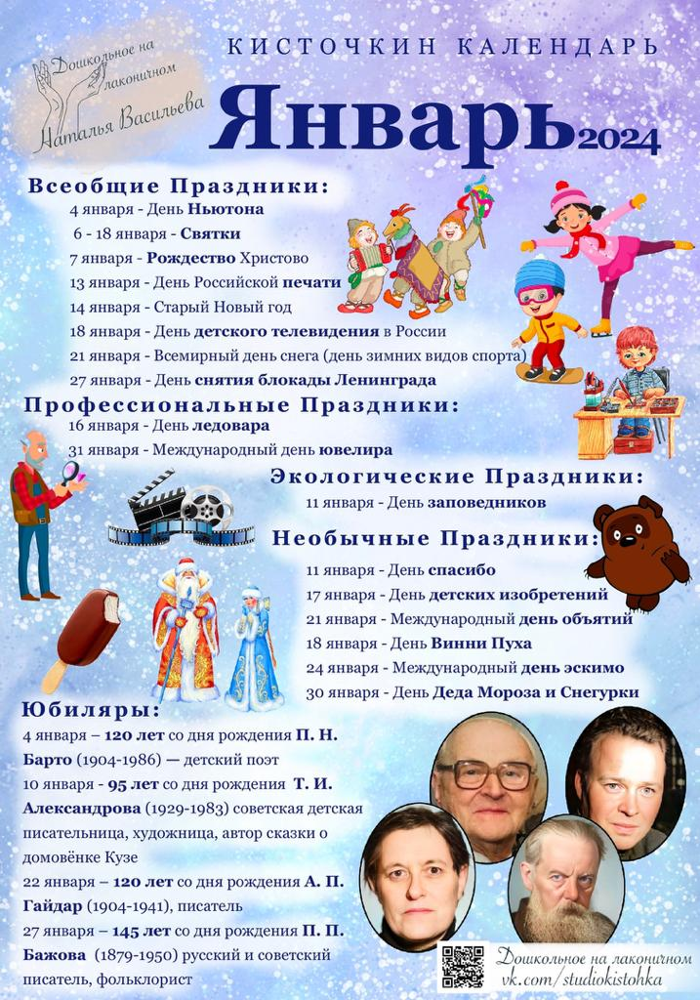 Дошкольное на
лаконичном
Наталья Васильева
КИСТОЧКИН КАЛЕНДАРЬ
Январь2024
Всеобщие Праздники:
4 января - День Ньютона
6 - 18 января - Святки
7 января - Рождество Христово
13 января - День Российской печати
14 января - Старый Новый год
18 января - День детского телевидения в России
21 января - Всемирный день снега (день зимних видов спорта)
27 января - День снятия блокады Ленинграда
Профессиональные Праздники:
16 января - День ледовара
31 января - Международный день ювелира
Экологические Праздники:
11 января - День заповедников
Необычные Праздники:
11 января - День спасибо
17 января - День детских изобретений
21 января - Международный день объятий
18 января - День Винни Пуха
24 января - Международный день эскимо
30 января - День Деда Мороза и Снегурки
Юбиляры:
4 января – 120 лет со дня рождения П. Н.
Барто (1904-1986) — детский поэт
10 января - 95 лет со дня рождения Т. И.
Александрова (1929-1983) советская детская
писательница, художница, автор сказки о
домовёнке Кузе
22 января – 120 лет со дня рождения А. П.
Гайдар (1904-1941), писатель
27 января – 145 лет со дня рождения П. П.
Бажова (1879-1950) русский и советский
писатель, фольклорист
Дошкольное на лаконичном
vk.com/studiokistohka